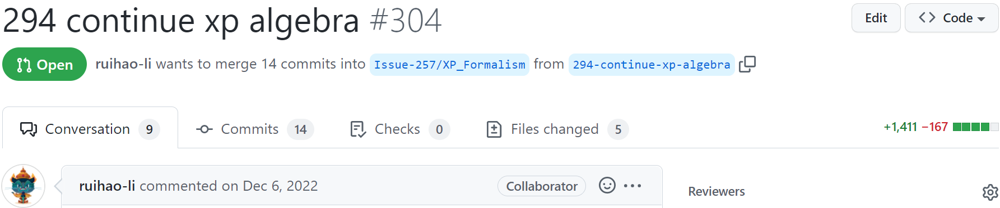 294 continue xp algebra #304
Edit
Code
Open
ruihao-li wants to merge 14 commits into Issue-257/XP_Formalism from 294-continue-xp-algebra
Conversation 9
Commits 14
Checks 0
Files changed 5
+1,411 −167
ruihao-li commented on Dec 6, 2022
Collaborator
Reviewers